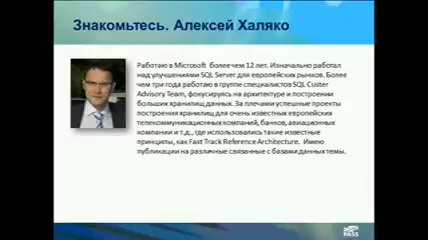 Знакомьтесь. Алексей Халяко
Работаю в Microsoft более чем 12 лет. Изначально работал
над улучшениями SQL Server для европейских рынков. Более
чем три года работаю в группе специалистов SQL Custer
Advisory Team, фокусируясь на архитектуре и построении
больших хранилищ данных. За плечами успешные проекты
построения хранилищ для очень известных европейских
телекоммуникационных компаний, банков, авиационных
компании и т.д., где использовались такие известные
принципы, как Fast Track Reference Architecture. Имею
публикации на различные связанные с базами данных темы.
PASS